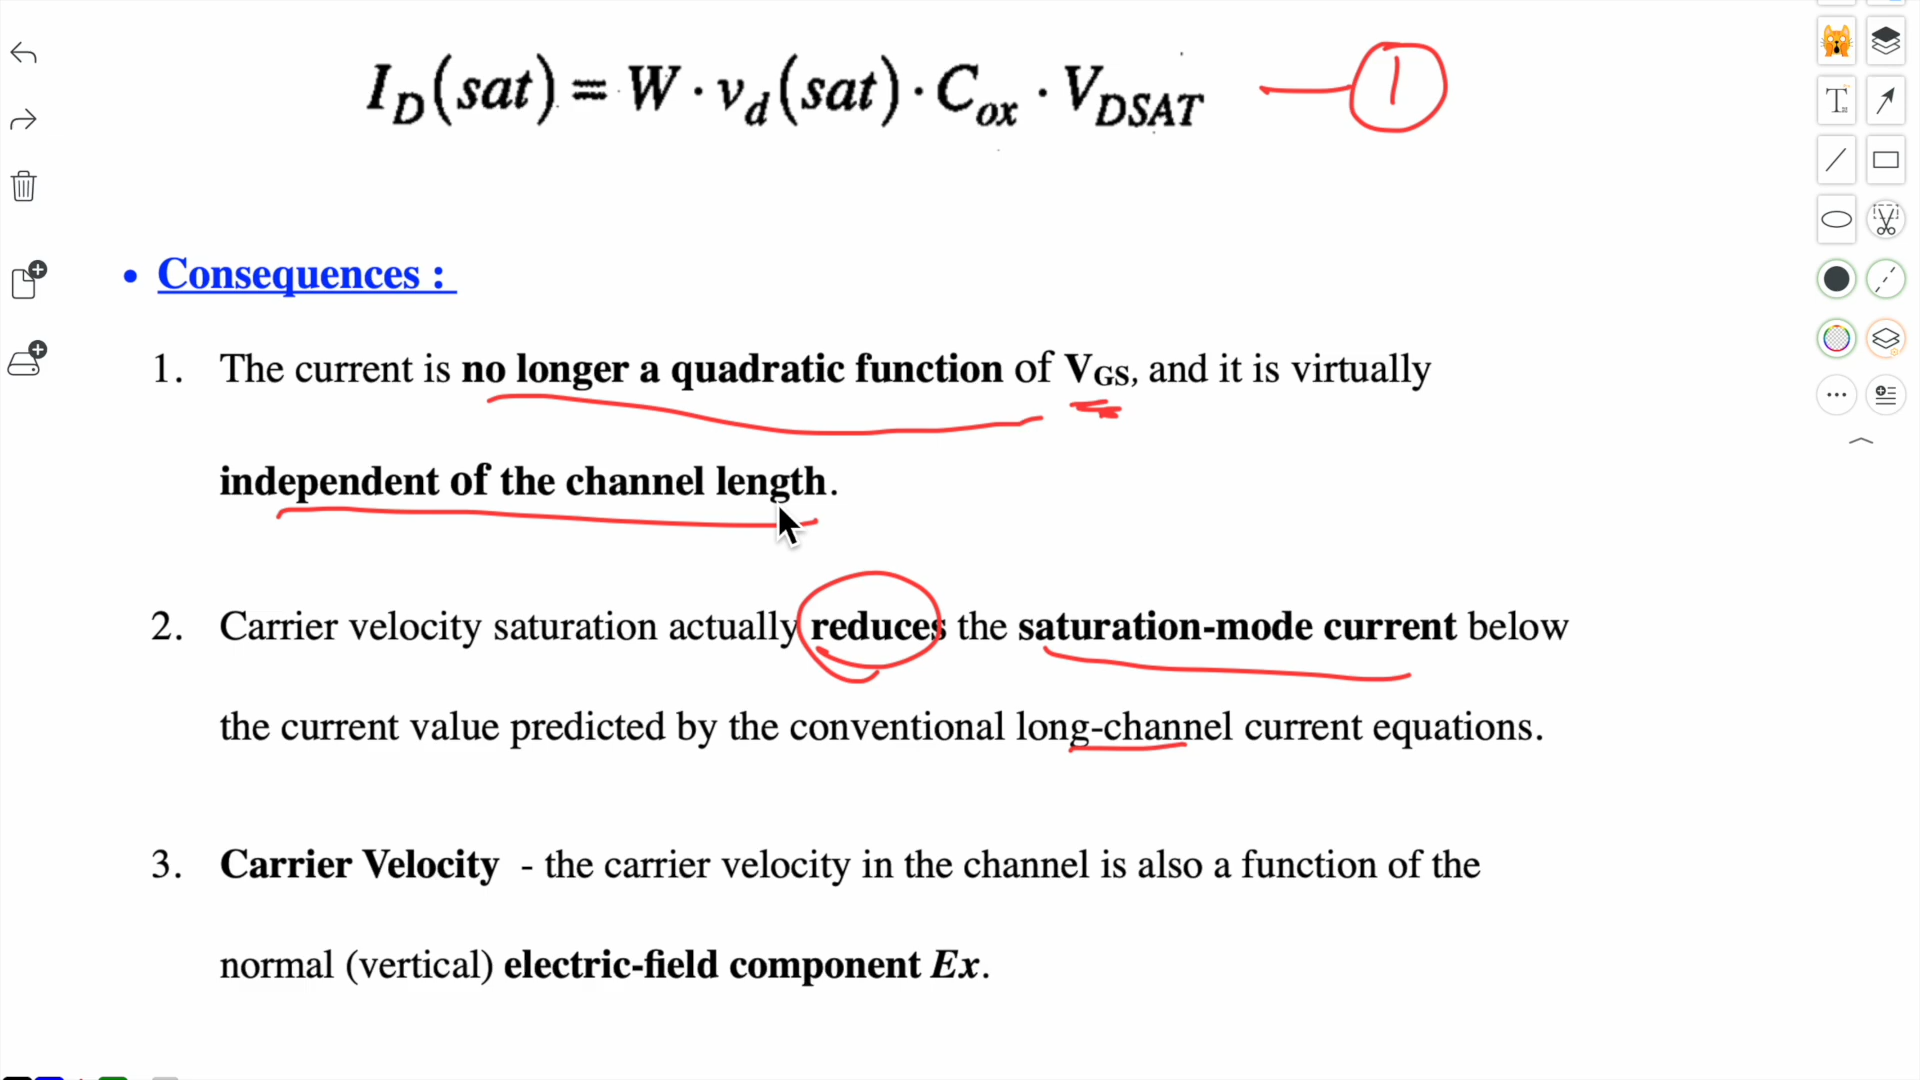 I_D(sat) = W · v_d(sat) · C_ox · V_DSAT — 1
• Consequences :
1. The current is no longer a quadratic function of V_GS, and it is virtually
independent of the channel length.
2. Carrier velocity saturation actually reduces the saturation-mode current below
the current value predicted by the conventional long-channel current equations.
3. Carrier Velocity - the carrier velocity in the channel is also a function of the
normal (vertical) electric-field component Ex.